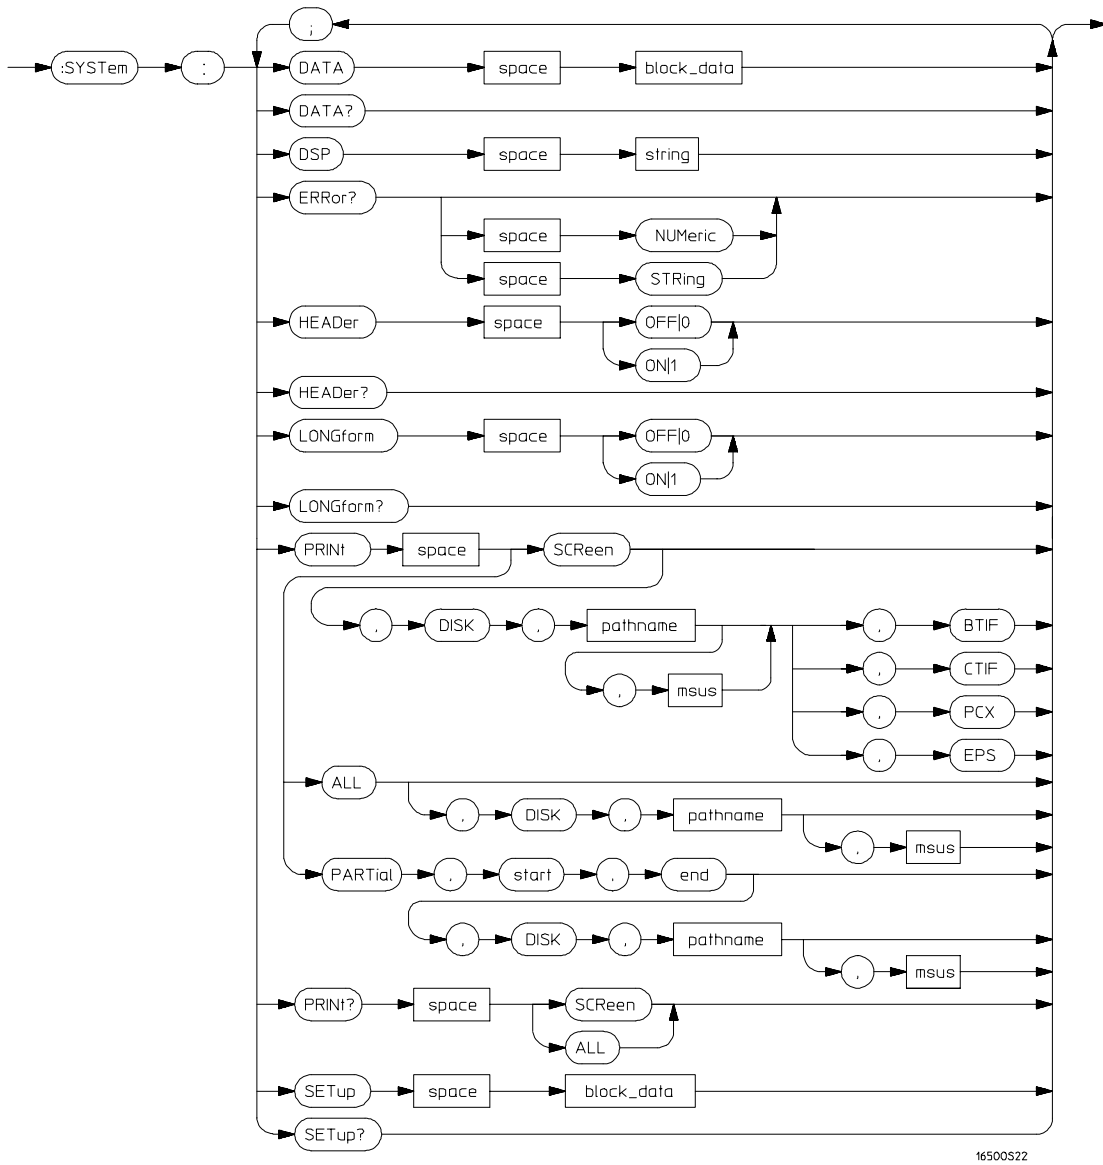 ;
:SYSTem : DATA space block_data
DATA?
DSP space string
ERRor?
space NUMeric
space STRing
HEADer space OFF|0
ON|1
HEADer?
LONGform space OFF|0
ON|1
LONGform?
PRINt space SCReen
, DISK , pathname , BTIF
, msus , CTIF
, PCX
, EPS
ALL
, DISK , pathname
, msus
PARTial , start , end
, DISK , pathname
, msus
PRINt? space SCReen
ALL
SETup space block_data
SETup?
16500S22